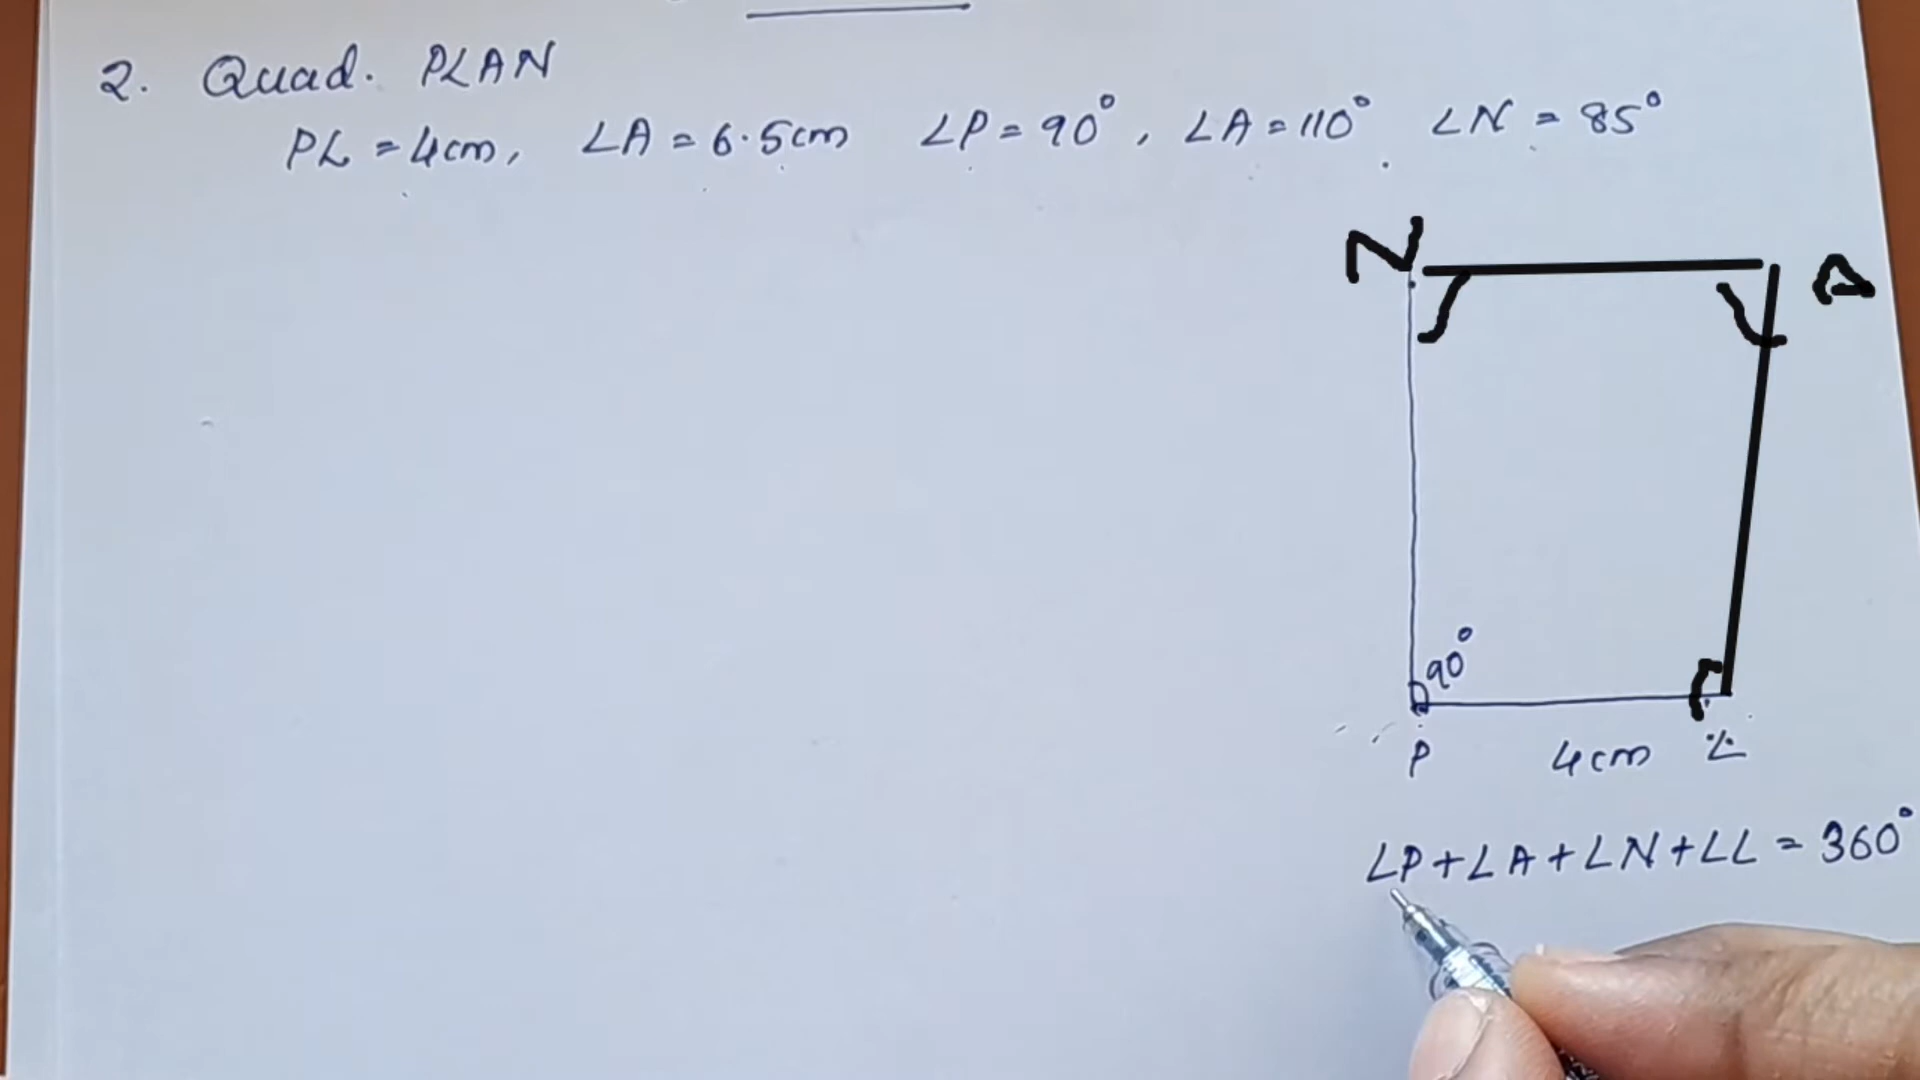 2. Quad. PLAN
PL = 4cm, LA = 6.5cm ∠P = 90°, ∠A = 110° ∠N = 85°
N A
90°
P 4cm L
∠P + ∠A + ∠N + ∠L = 360°